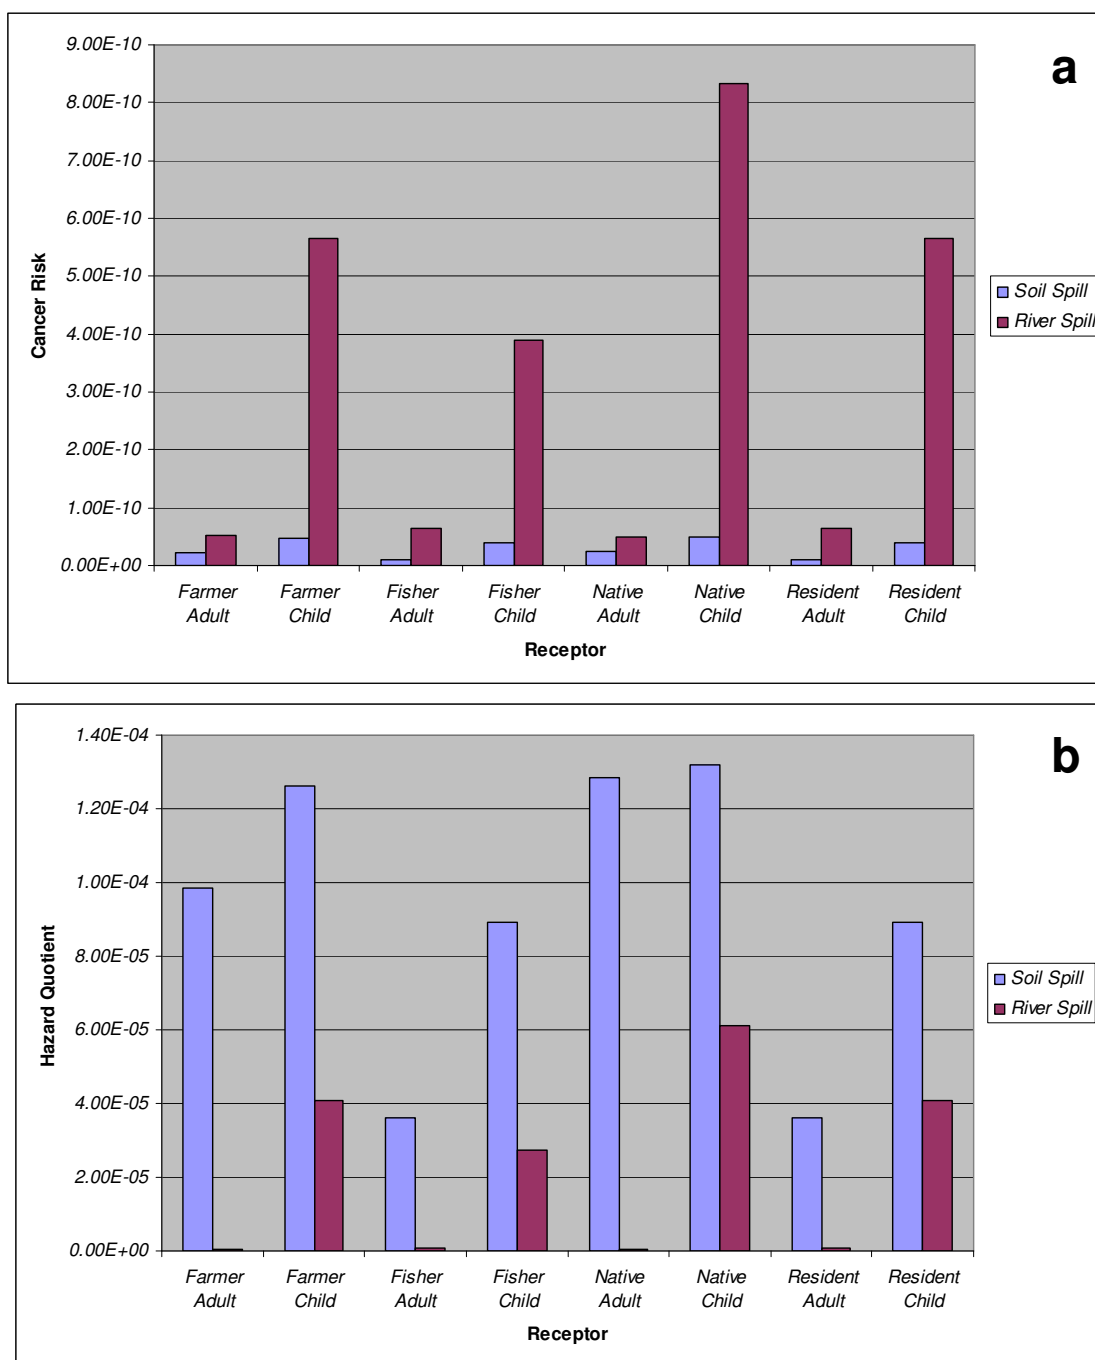 a
9.00E-10
8.00E-10
7.00E-10
6.00E-10
5.00E-10
4.00E-10
3.00E-10
2.00E-10
1.00E-10
0.00E+00
Cancer Risk
Farmer Adult
Farmer Child
Fisher Adult
Fisher Child
Native Adult
Native Child
Resident Adult
Resident Child
Receptor
Soil Spill
River Spill
b
1.40E-04
1.20E-04
1.00E-04
8.00E-05
6.00E-05
4.00E-05
2.00E-05
0.00E+00
Hazard Quotient
Farmer Adult
Farmer Child
Fisher Adult
Fisher Child
Native Adult
Native Child
Resident Adult
Resident Child
Receptor
Soil Spill
River Spill